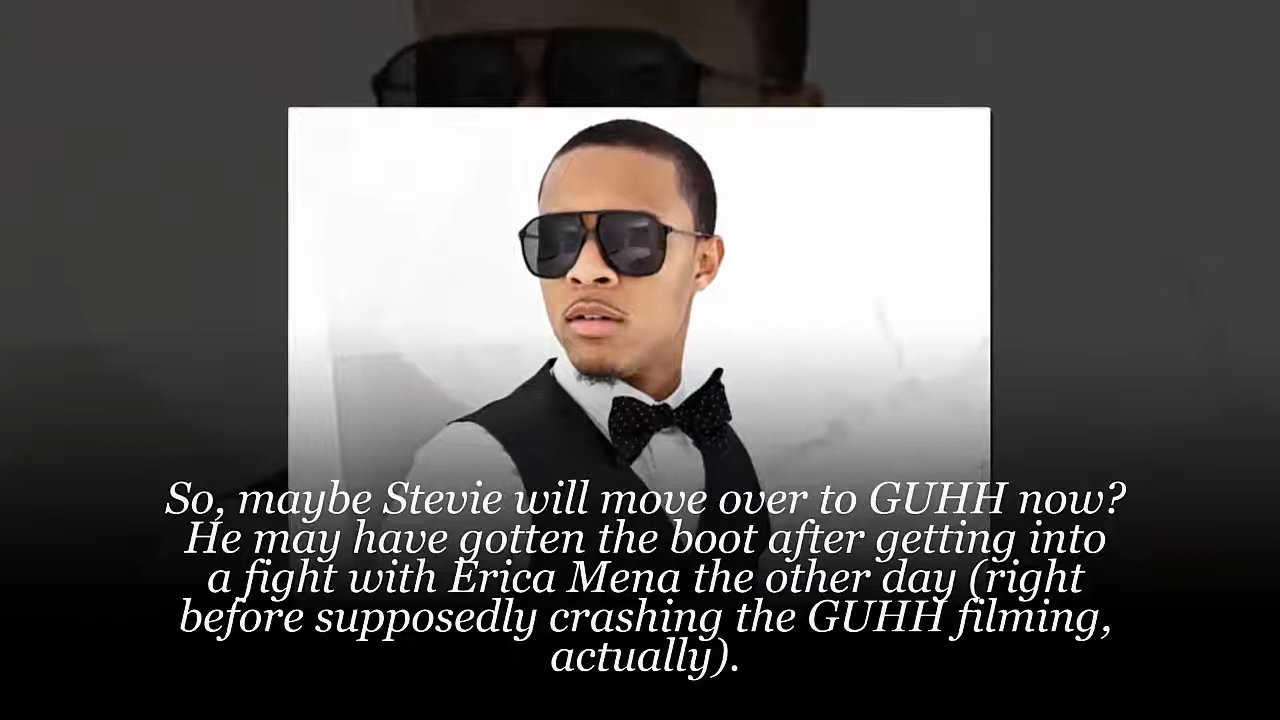 So, maybe Stevie will move over to GUHH now?
He may have gotten the boot after getting into
a fight with Erica Mena the other day (right
before supposedly crashing the GUHH filming,
actually).